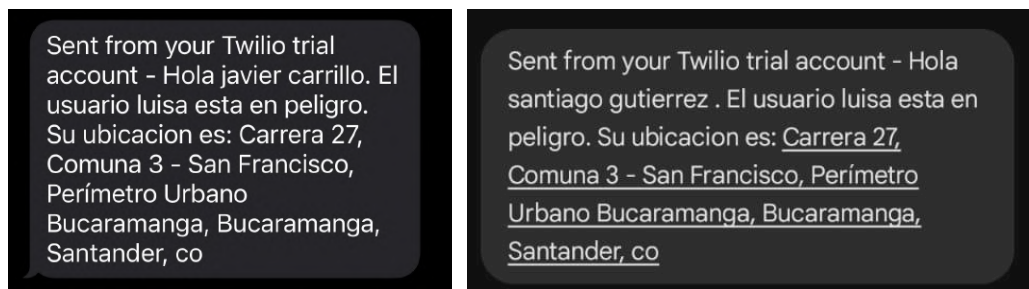 Sent from your Twilio trial
account - Hola javier carrillo. El
usuario luisa esta en peligro.
Su ubicacion es: Carrera 27,
Comuna 3 - San Francisco,
Perímetro Urbano
Bucaramanga, Bucaramanga,
Santander, co
Sent from your Twilio trial account - Hola
santiago gutierrez . El usuario luisa esta en
peligro. Su ubicacion es: Carrera 27,
Comuna 3 - San Francisco, Perímetro
Urbano Bucaramanga, Bucaramanga,
Santander, co